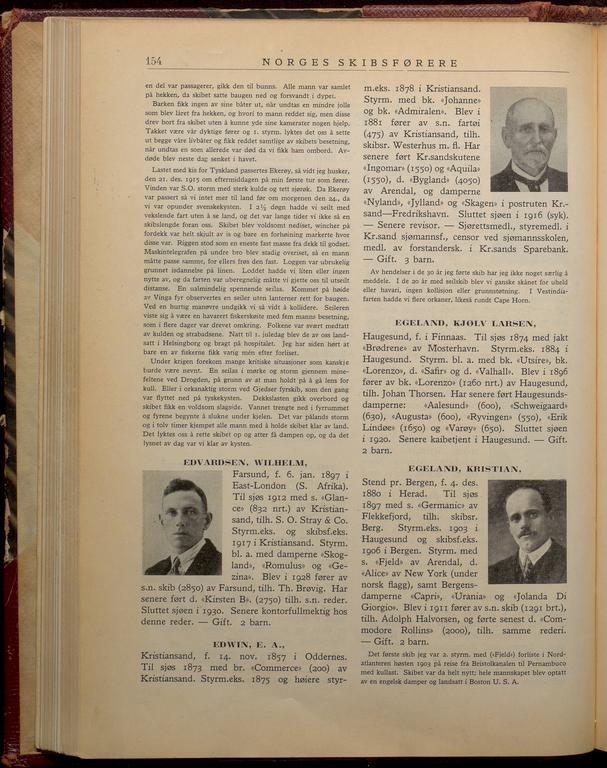 154
NORGES SKIBSFØRERE
en del var passagerer, gikk den til bunns. Alle mann var samlet
på hekken, da skibet satte baugen ned og forsvandt i dypet.
Barken fikk ingen av sine båter ut, når undtas en mindre jolle
som blev låret fra hekken, og hvori to mann reddet sig, men disse
drev bort fra skibet uten å kunne yde sine kamerater nogen hjelp.
Takket være vår dyktige fører og 1. styrm. lyktes det oss å sette
ut begge våre livbåter og fikk reddet samtlige av skibets besetning,
når undtas en som allerede var død da vi fikk ham ombord. Av-
døde blev neste dag senket i havet.
Lastet med kis for Tyskland passertes Ekerøy, så vidt jeg husker,
den 21. des. 1915 om eftermiddagen på min første tur som fører.
Vinden var S.O. storm med sterk kulde og tett sjørøk. Da Ekerøy
var passert så vi intet mer til land før om morgenen den 24., da
vi var opunder svenskekysten. I 2½ døgn hadde vi seilt med
vekslende fart uten å se land, og det var lange tider vi ikke så en
skibslengde foran oss. Skibet blev voldsomt nediset, wincher på
fordekk var helt skjult av is og bare en forhøining markerte hvor
disse var. Riggen stod som en eneste fast masse fra dekk til godset.
Maskintelegrafen på undre bro blev stadig overiset, så en mann
måtte passe samme, for ellers frøs den fast. Loggen var ubrukelig
grunnet isdannelse på linen. Loddet hadde vi liten eller ingen
nytte av, og da farten var uberegnelig måtte vi gjette oss til utseilt
distanse. En salmindelig spennende seilas. Kommet på høide
av Vinga fyr observertes en seiler uten lanterner rett for baugen.
Ved en hurtig manøvre undgikk vi så vidt å kollidere. Seileren
viste sig å være en havarert fiskerskøite med fem manns besetning,
som i flere dager var drevet omkring. Folkene var svært medtatt
av kulden og strabadsene. Natt til 1. juledag blev de av oss land-
satt i Helsingborg og bragt på hospitalet. Jeg har siden hørt at
bare en av fiskerne fikk varig mén efter forliset.
Under krigen forekom mange kritiske situasjoner som kanskje
burde være nevnt. En seilas i mørke og storm gjennem mine-
feltene ved Drogden, på grunn av at man holdt på å gå lens for
kull. Eller i orkanaktig storm ved Gjedser fyrskib, som den gang
var flyttet ned på tyskekysten. Dekkslasten gikk overbord og
skibet fikk en voldsom slagside. Vannet trengte ned i fyrrummet
og fyrene begynte å slukne under kjelen. Det var pålands storm
og i tolv timer kjempet alle mann med å holde skibet klar av land.
Det lyktes oss å rette skibet op og atter få dampen op, og da det
lysnet av dag var vi klar av kysten.
EDVARDSEN, WILHELM,
Farsund, f. 6. jan. 1897 i
East-London (S. Afrika).
Til sjøs 1912 med s. «Glan-
ce» (832 nrt.) av Kristian-
sand, tilh. S. O. Stray & Co.
Styrm.eks. og skibsf.eks.
1917 i Kristiansand. Styrm.
bl. a. med damperne «Skog-
land», «Romulus» og «Ge-
zina». Blev i 1928 fører av
s.n. skib (2850) av Farsund, tilh. Th. Brøvig. Har
senere ført d. «Kirsten B». (2750) tilh. s.n. reder.
Sluttet sjøen i 1930. Senere kontorfullmektig hos
denne reder. — Gift. 2 barn.
EDWIN, E. A.,
Kristiansand, f. 14. nov. 1857 i Oddernes.
Til sjøs 1873 med br. «Commerce» (200) av
Kristiansand. Styrm.eks. 1875 og høiere styr-
m.eks. 1878 i Kristiansand.
Styrm. med bk. «Johanne»
og bk. «Admiralen». Blev i
1881 fører av s.n. fartøi
(475) av Kristiansand, tilh.
skibsr. Westerhus m. fl. Har
senere ført Kr.sandskutene
«Ingomar» (1550) og «Aquila»
(1550), d. «Bygland» (4050)
av Arendal, og damperne
«Nyland», «Jylland» og «Skagen» i postruten Kr.-
sand—Fredrikshavn. Sluttet sjøen i 1916 (syk).
— Senere revisor. — Sjørettsmedl., styremedl. i
Kr.sand sjømannsf., censor ved sjømannsskolen,
medl. av forstandersk. i Kr.sands Sparebank.
— Gift. 3 barn.
Av hendelser i de 30 år jeg førte skib har jeg ikke noget særlig å
meddele. I de 20 år med seilskib blev vi ganske skånet for uheld
eller havari, ingen kollisjon eller grunnstøtning. I Vestindia-
farten hadde vi flere orkaner, likeså rundt Cape Horn.
EGELAND, KJØLV LARSEN,
Haugesund, f. i Finnaas. Til sjøs 1874 med jakt
«Brødrene» av Mosterhavn. Styrm.eks. 1884 i
Haugesund. Styrm. bl. a. med bk. «Utsire», bk.
«Lorenzo», d. «Safir» og d. «Valhall». Blev i 1896
fører av bk. «Lorenzo» (1260 nrt.) av Haugesund,
tilh. Johan Thorsen. Har senere ført Haugesunds-
damperne: «Aalesund» (600), «Schweigaard»
(630), «Augusta» (600), «Ryvingen» (550), «Erik
Lindøe» (1650) og «Varøy» (650). Sluttet sjøen
i 1920. Senere kaibetjent i Haugesund. — Gift.
2 barn.
EGELAND, KRISTIAN,
Stend pr. Bergen, f. 4. des.
1880 i Herad. Til sjøs
1897 med s. «Germanic» av
Flekkefjord, tilh. skibsr.
Berg. Styrm.eks. 1903 i
Haugesund og skibsf.eks.
1906 i Bergen. Styrm. med
s. «Fjeld» av Arendal, d.
«Alice» av New York (under
norsk flagg), samt Bergens-
damperne «Capri», «Urania» og «Jolanda Di
Giorgio». Blev i 1911 fører av s.n. skib (1291 brt.),
tilh. Adolph Halvorsen, og førte senest d. «Com-
modore Rollins» (2000), tilh. samme rederi.
— Gift. 2 barn.
Det første skib jeg var 2. styrm. med («Fjeld») forliste i Nord-
atlanteren høsten 1903 på reise fra Bristolkanalen til Pernambuco
med kullast. Skibet var da helt nytt; hele mannskapet blev optatt
av en engelsk damper og landsatt i Boston U. S. A.